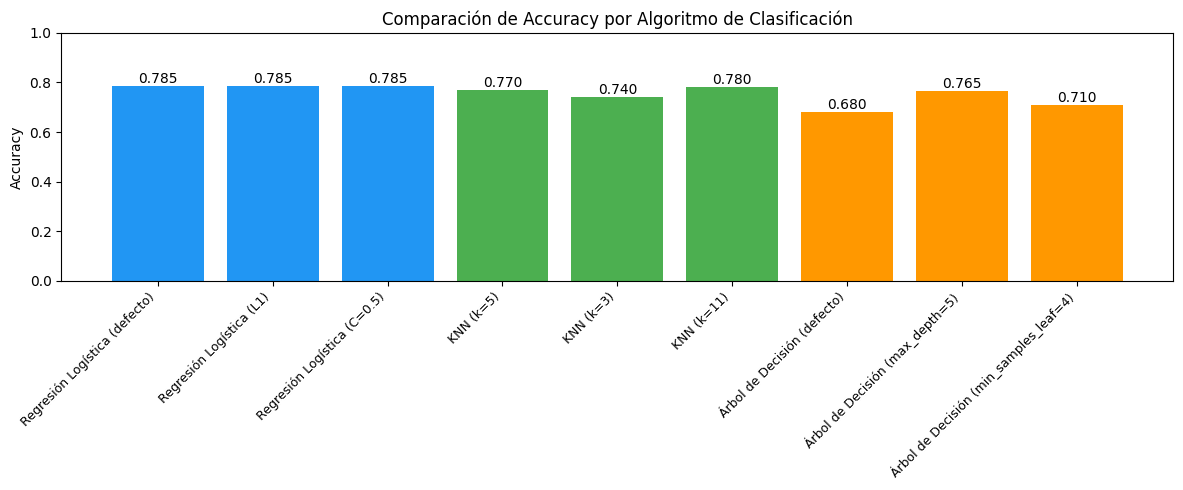 Comparación de Accuracy por Algoritmo de Clasificación
Accuracy
1.0
0.8
0.6
0.4
0.2
0.0
0.785
0.785
0.785
0.770
0.740
0.780
0.680
0.765
0.710
Regresión Logística (defecto)
Regresión Logística (L1)
Regresión Logística (C=0.5)
KNN (k=5)
KNN (k=3)
KNN (k=11)
Árbol de Decisión (defecto)
Árbol de Decisión (max_depth=5)
Árbol de Decisión (min_samples_leaf=4)